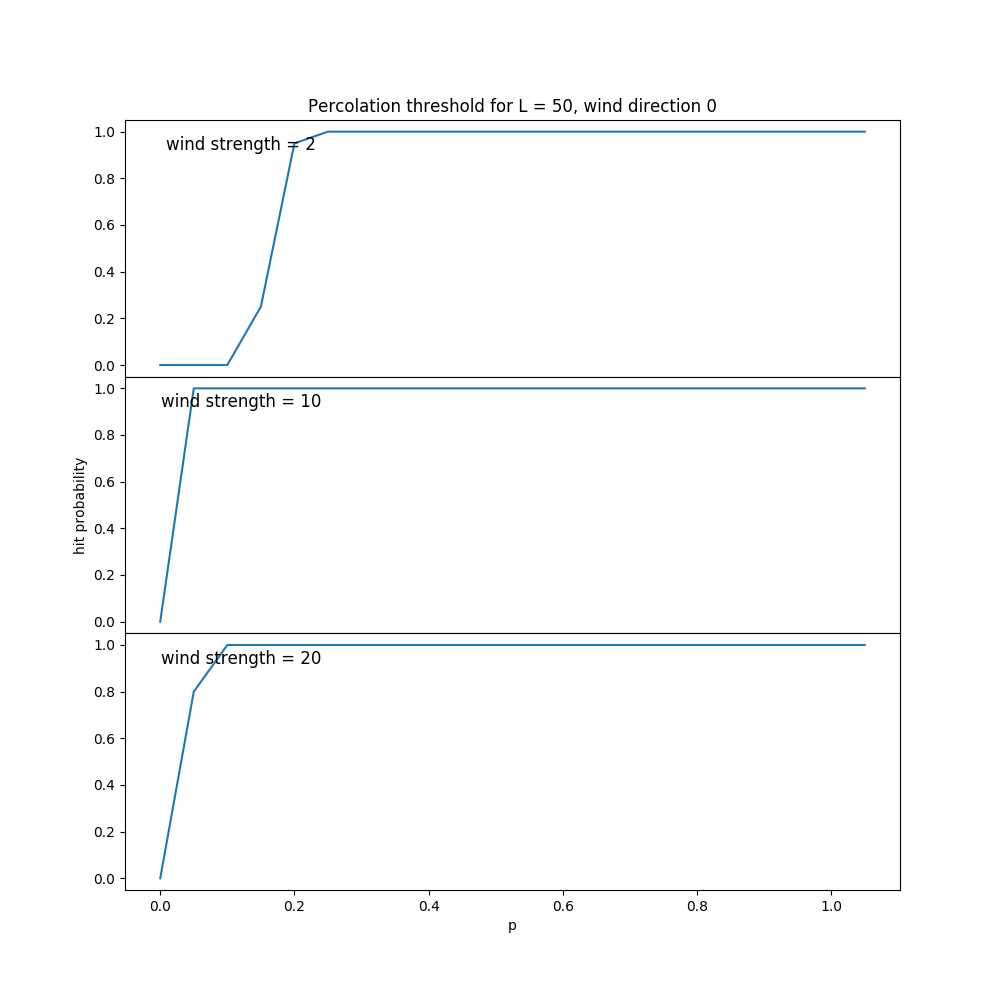 Percolation threshold for L = 50, wind direction 0
1.0
wind strength = 2
0.8
0.6
0.4
0.2
0.0
1.0
wind strength = 10
0.8
0.6
hit probability
0.4
0.2
0.0
1.0
wind strength = 20
0.8
0.6
0.4
0.2
0.0
0.0 0.2 0.4 0.6 0.8 1.0
p